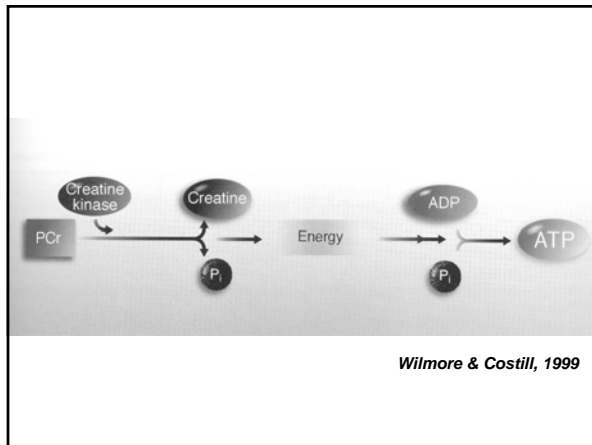 Creatine
kinase
Creatine
ADP
PCr
Energy
ATP
Pi
Pi
Wilmore & Costill, 1999